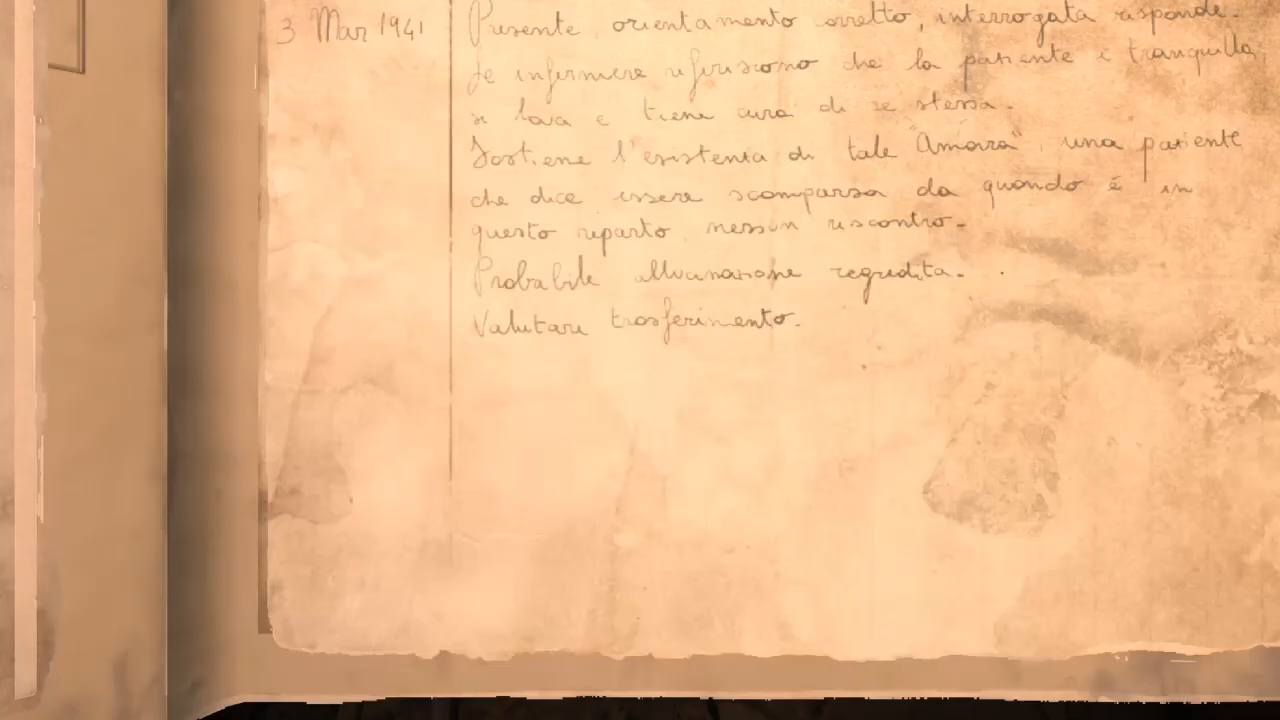 3 Mar 1941
Presente, orientamento corretto, interrogata risponde.
Le infermiere riferiscono che la paziente è tranquilla,
si lava e tiene cura di se stessa.
Sostiene l'esistenza di tale "Amara", una paziente
che dice essere scomparsa da quando é in
questo reparto, nessun riscontro.
Probabile allucinazione regredita.
Valutare trasferimento.